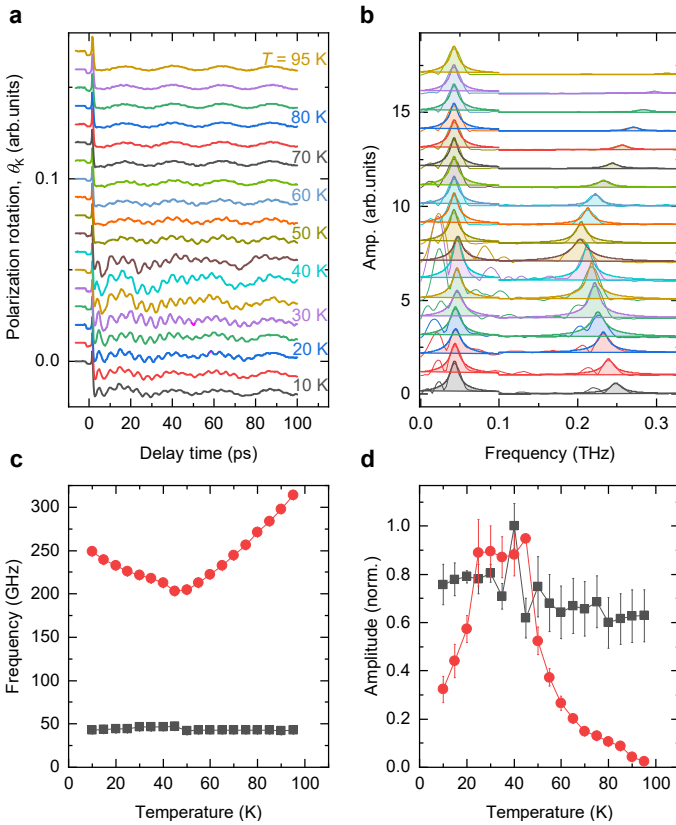 a
Polarization rotation, θk (arb.units)
0.1
0.0
T = 95 K
80 K
70 K
60 K
50 K
40 K
30 K
20 K
10 K
0 20 40 60 80 100
Delay time (ps)
b
Amp. (arb.units)
15
10
5
0
0.0 0.1 0.2 0.3
Frequency (THz)
c
Frequency (GHz)
300
250
200
150
100
50
0
0 20 40 60 80 100
Temperature (K)
d
Amplitude (norm.)
1.0
0.8
0.6
0.4
0.2
0.0
0 20 40 60 80 100
Temperature (K)